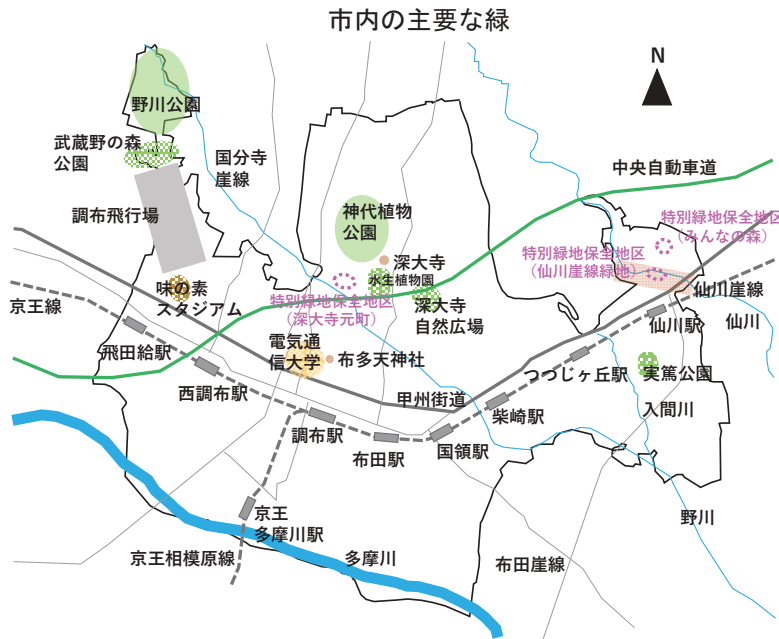 市内の主要な緑
N
野川公園
武蔵野の森
公園
国分寺
崖線
中央自動車道
調布飛行場
神代植物
公園
特別緑地保全地区
(みんなの森)
特別緑地保全地区
(仙川崖線緑地)
深大寺
水生植物園
味の素
スタジアム
特別緑地保全地区
(深大寺元町)
深大寺
自然広場
仙川崖線
京王線
仙川駅
仙川
飛田給駅
電気通
信大学
布多天神社
つつじヶ丘駅
実篤公園
西調布駅
甲州街道
入間川
柴崎駅
調布駅
布田駅
国領駅
京王
多摩川駅
野川
京王相模原線
多摩川
布田崖線